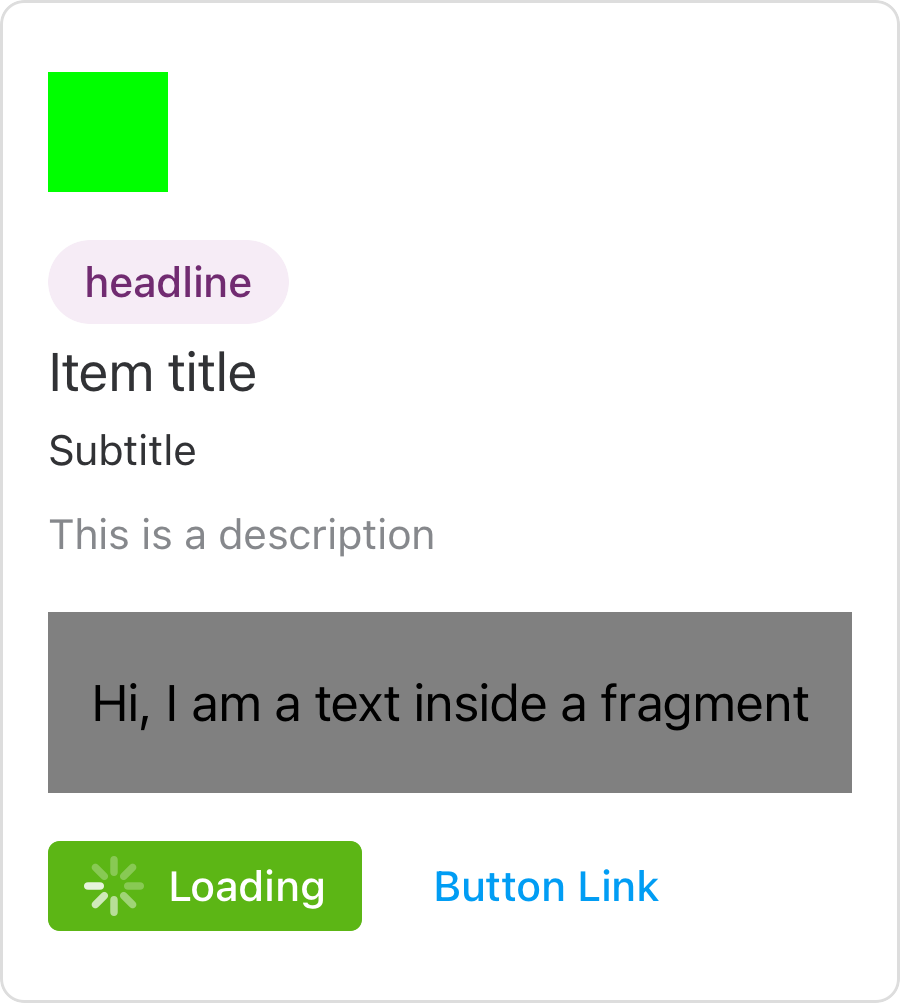 headline
Item title
Subtitle
This is a description
Hi, I am a text inside a fragment
Loading
Button Link